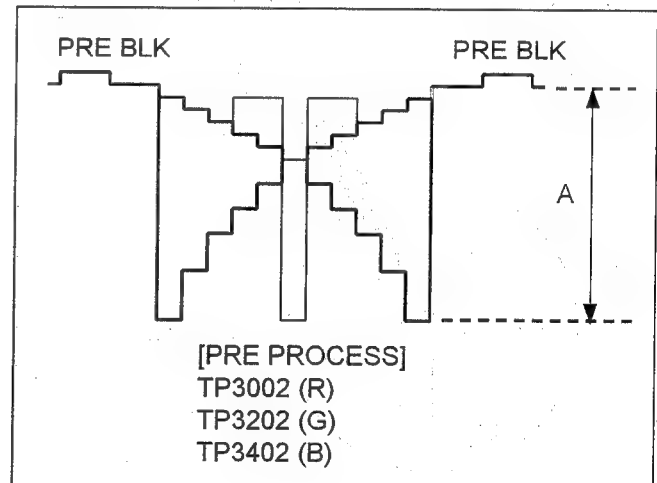 PRE BLK PRE BLK
A
[PRE PROCESS]
TP3002 (R)
TP3202 (G)
TP3402 (B)